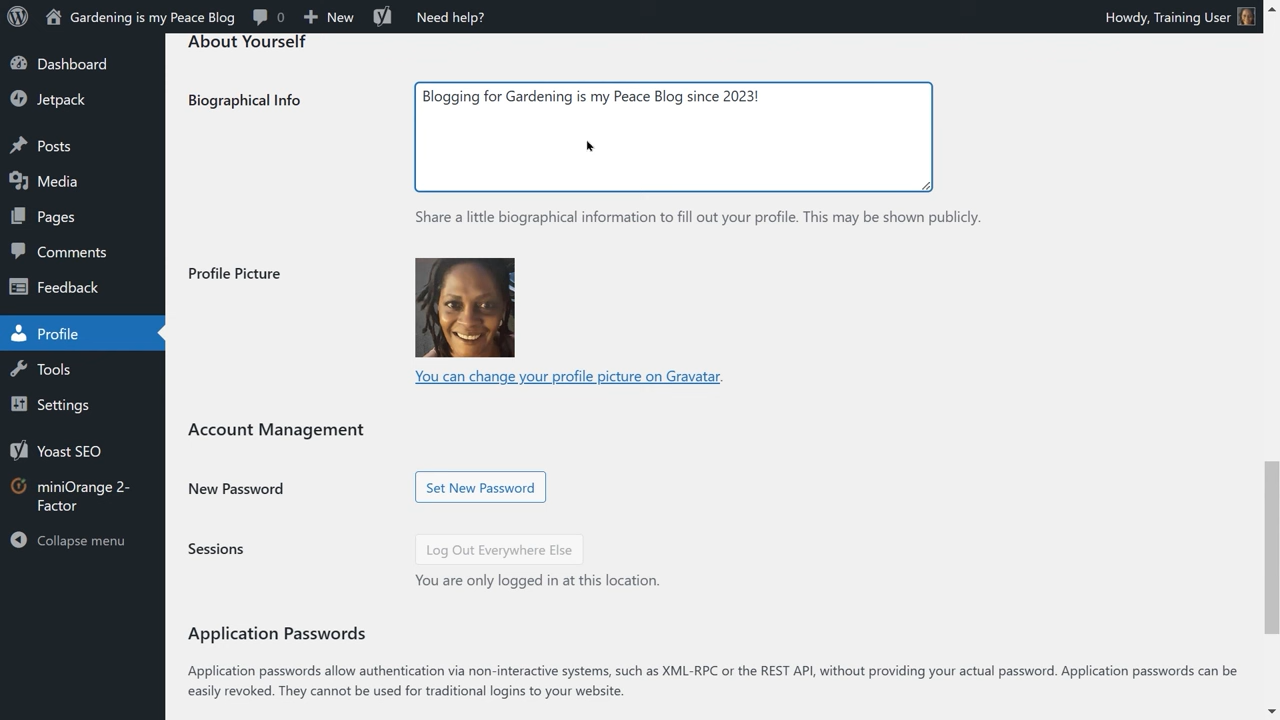 Gardening is my Peace Blog 0 New Need help? Howdy, Training User
Dashboard
Jetpack
Posts
Media
Pages
Comments
Feedback
Profile
Tools
Settings
Yoast SEO
miniOrange 2-
Factor
Collapse menu
About Yourself
Biographical Info
Blogging for Gardening is my Peace Blog since 2023!
Share a little biographical information to fill out your profile. This may be shown publicly.
Profile Picture
You can change your profile picture on Gravatar.
Account Management
New Password
Set New Password
Sessions
Log Out Everywhere Else
You are only logged in at this location.
Application Passwords
Application passwords allow authentication via non-interactive systems, such as XML-RPC or the REST API, without providing your actual password. Application passwords can be
easily revoked. They cannot be used for traditional logins to your website.